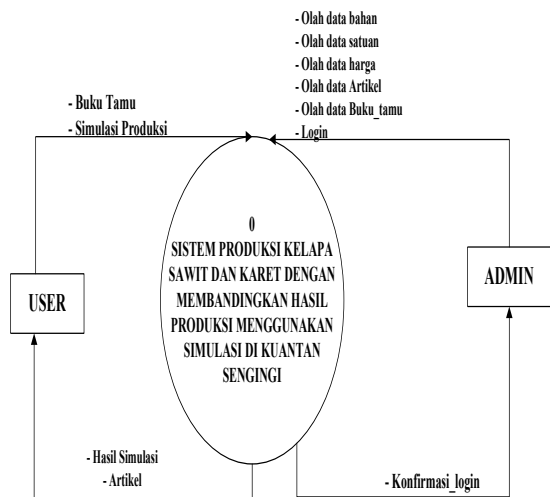 - Olah data bahan
- Olah data satuan
- Olah data harga
- Olah data Artikel
- Olah data Buku_tamu
- Login
- Buku Tamu
- Simulasi Produksi
0
SISTEM PRODUKSI KELAPA
SAWIT DAN KARET DENGAN
MEMBANDINGKAN HASIL
PRODUKSI MENGGUNAKAN
SIMULASI DI KUANTAN
SENGINGI
USER
ADMIN
- Hasil Simulasi
- Artikel
- Konfirmasi_login